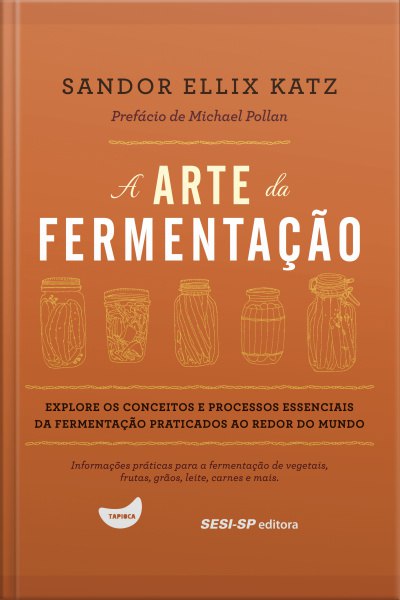 SANDOR ELLIX KATZ
Prefácio de Michael Pollan
A ARTE da
FERMENTAÇÃO
EXPLORE OS CONCEITOS E PROCESSOS ESSENCIAIS
DA FERMENTAÇÃO PRATICADOS AO REDOR DO MUNDO
Informações práticas para a fermentação de vegetais,
frutas, grãos, leite, carnes e mais.
TAPIOCA
SESI-SP editora